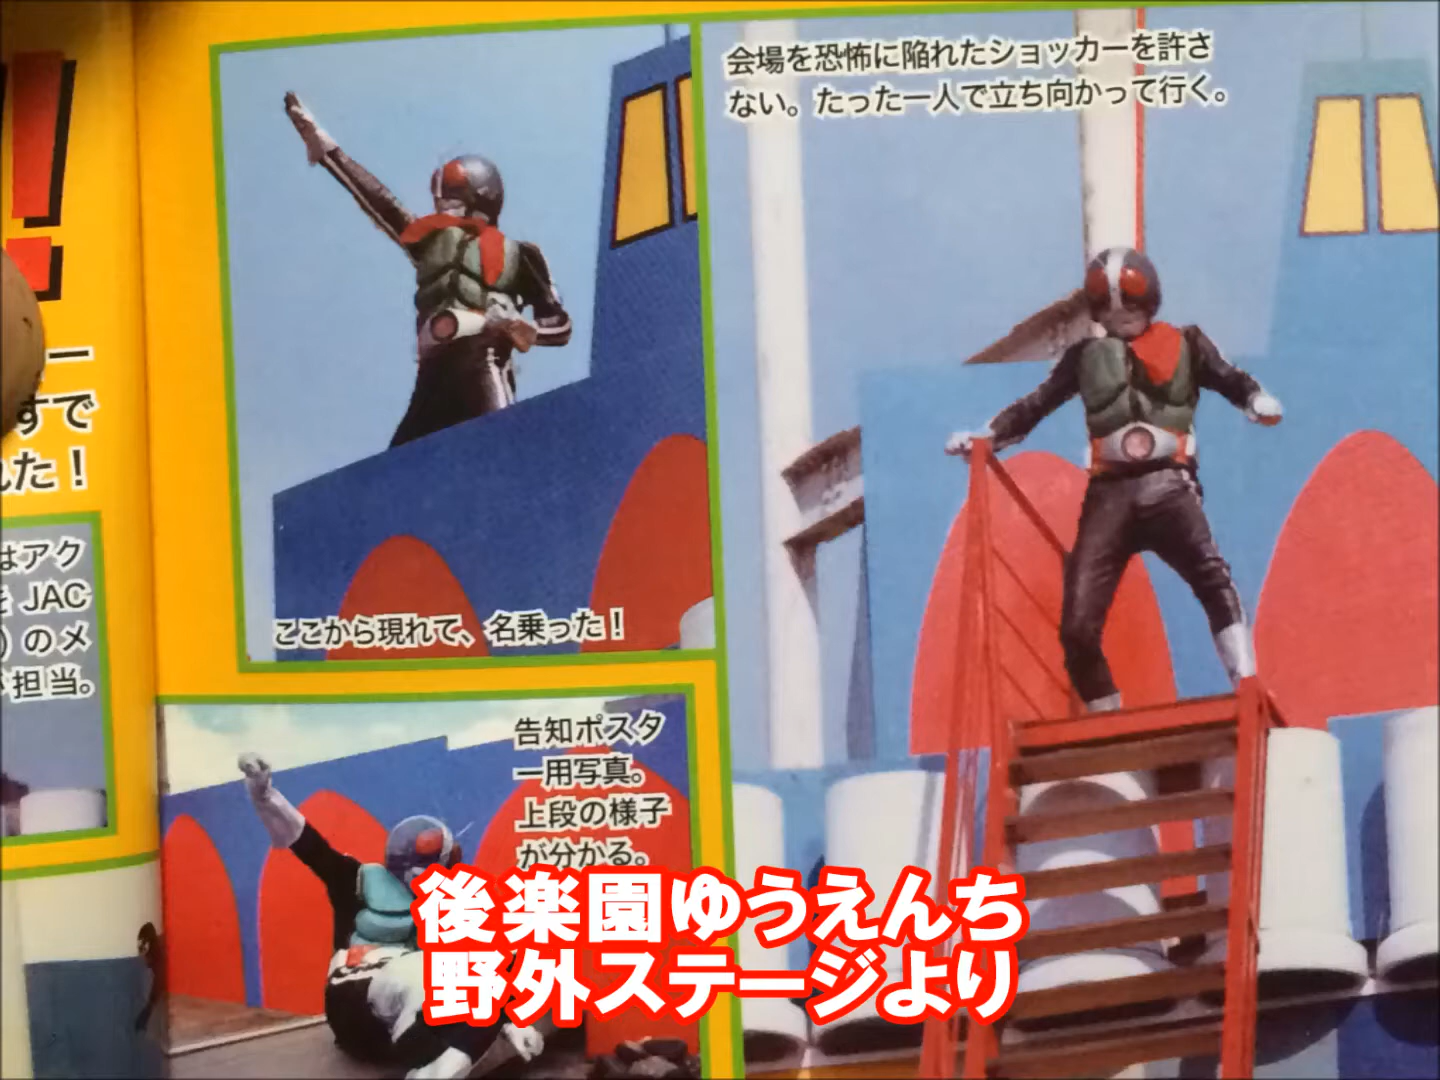 会場を恐怖に陥れたショッカーを許さ
ない。たった一人で立ち向かって行く。
ここから現れて、名乗った！
告知ポスタ
ー用写真。
上段の様子
が分かる。
！
ー
すで
れた！
はアク
を JAC
）のメ
が担当。
後楽園ゆうえんち
野外ステージより